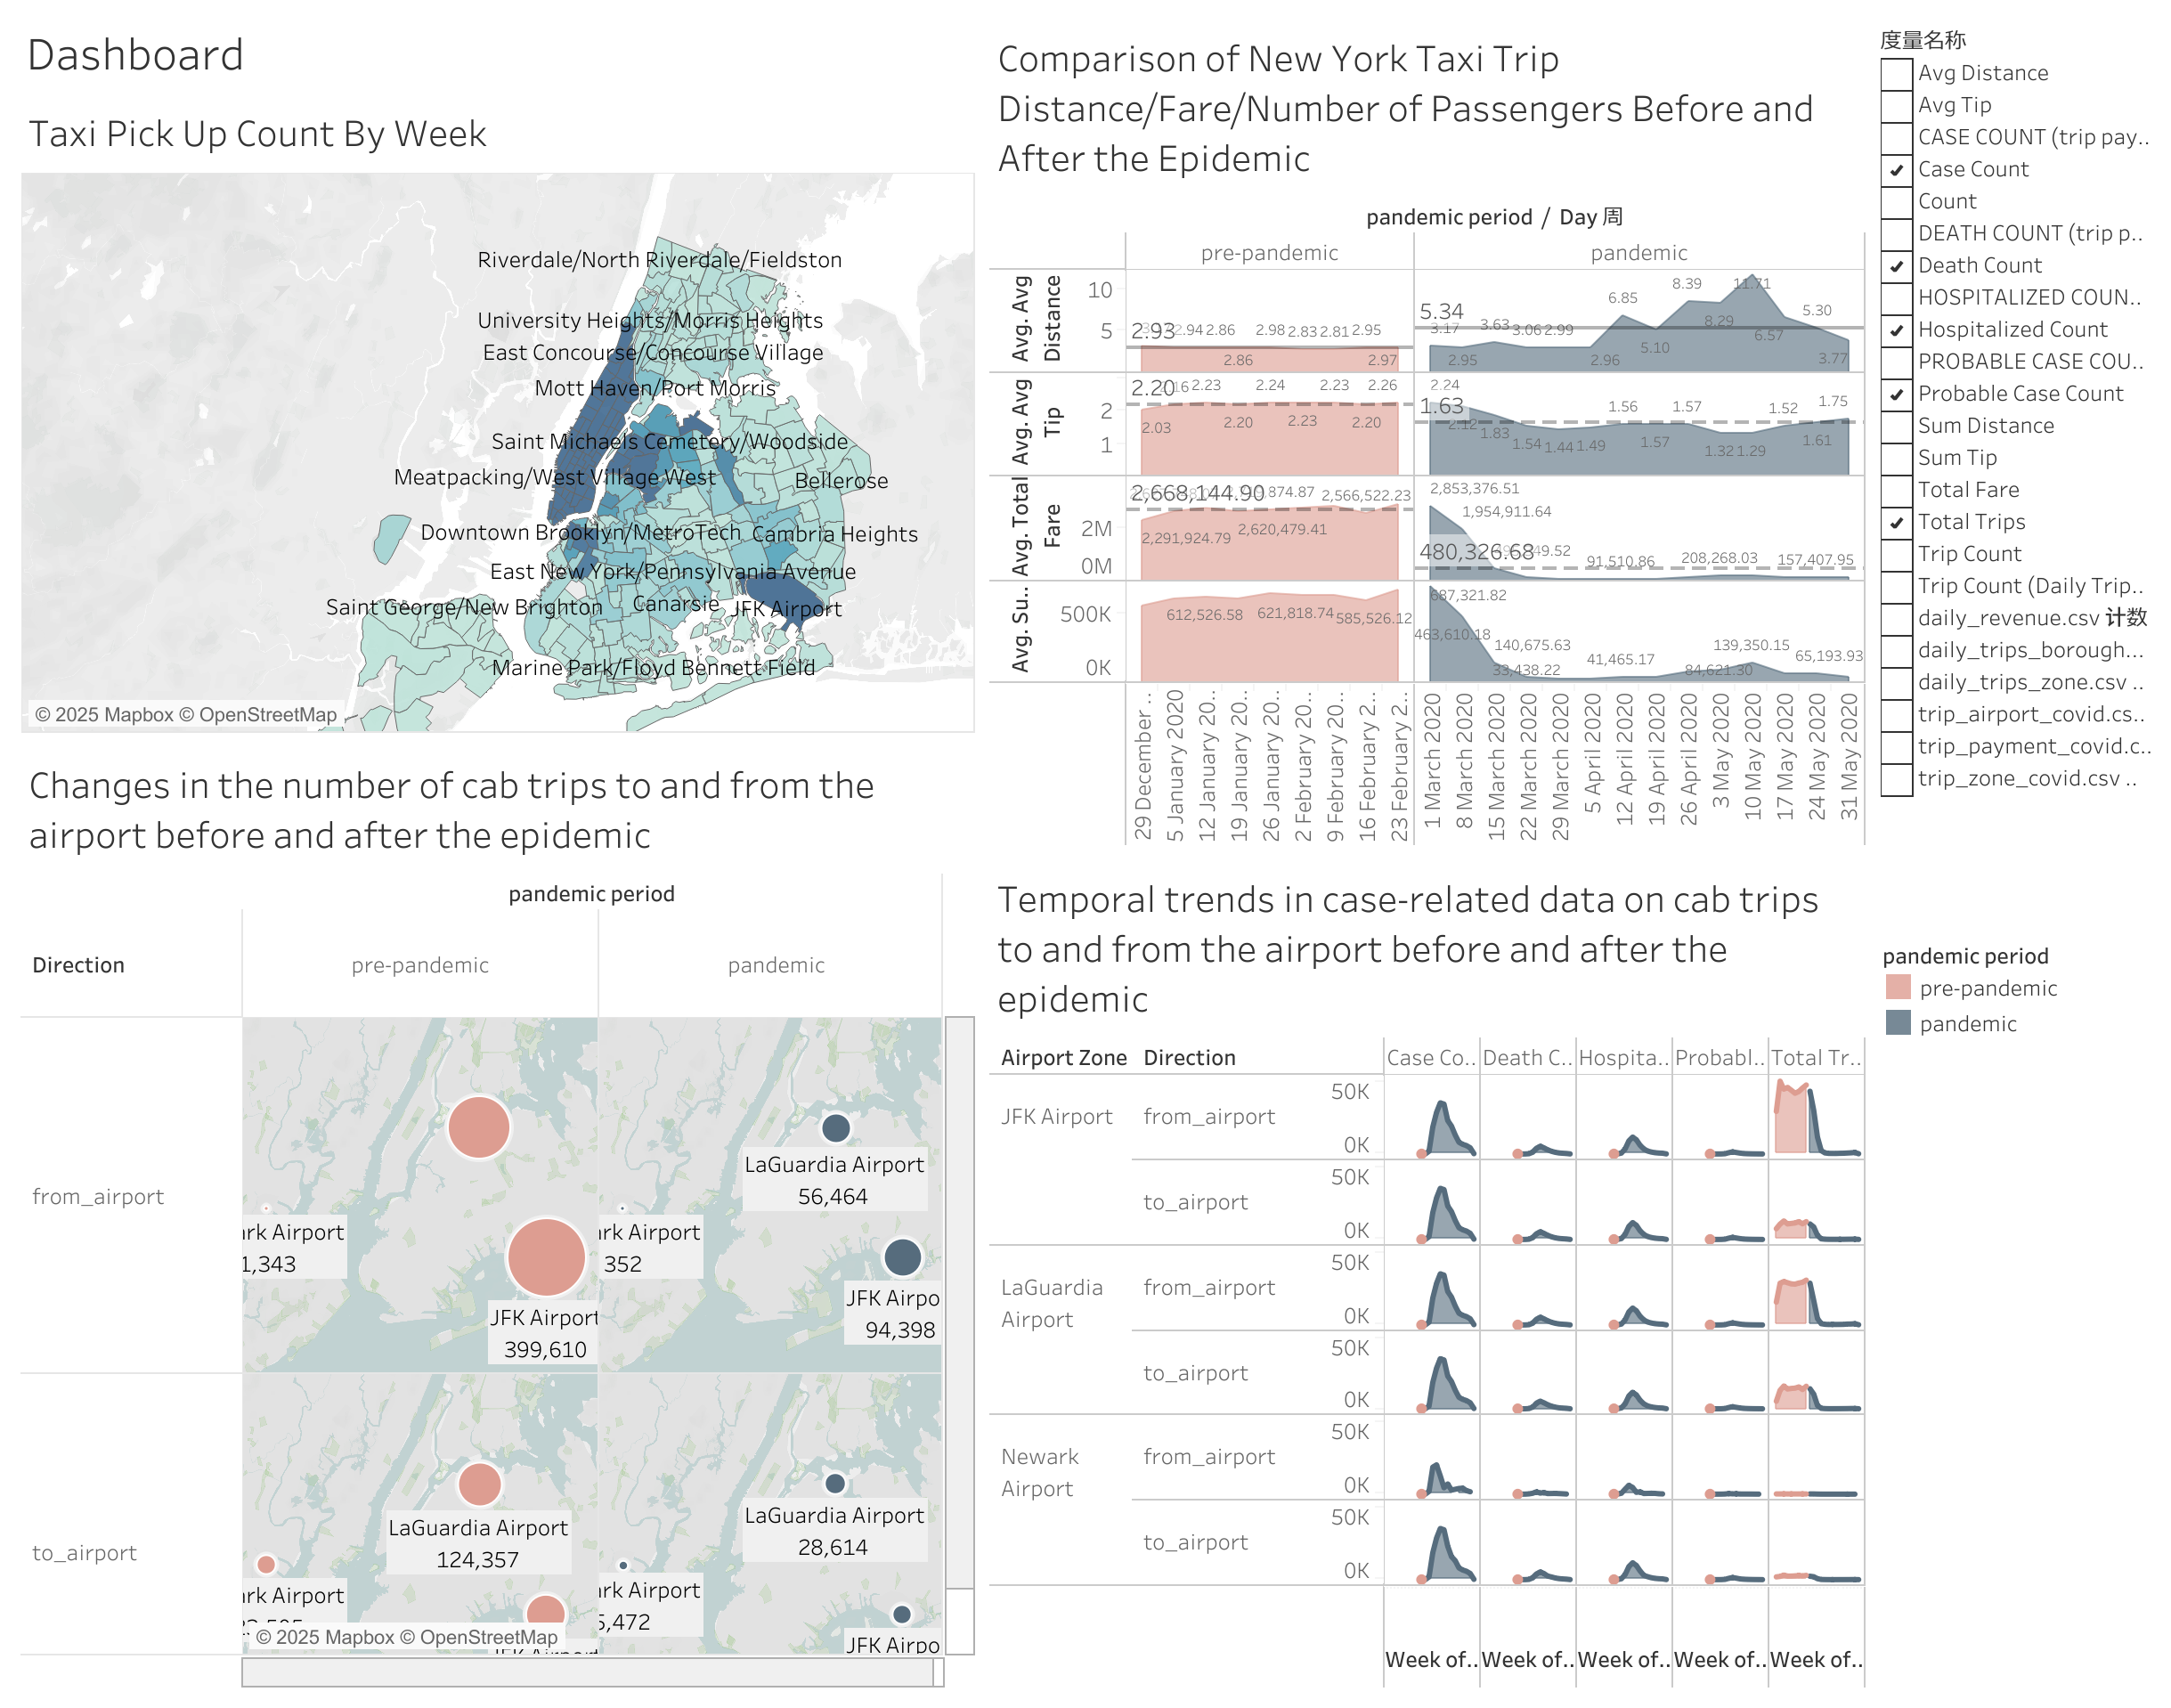 Dashboard
Taxi Pick Up Count By Week
Riverdale/North Riverdale/Fieldston
University Heights/Morris Heights
East Concourse/Concourse Village
Mott Haven/Port Morris
Saint Michaels Cemetery/Woodside
Meatpacking/West Village West
Bellerose
Downtown Brooklyn/MetroTech
Cambria Heights
East New York/Pennsylvania Avenue
Saint George/New Brighton
Canarsie
JFK Airport
Marine Park/Floyd Bennett Field
© 2025 Mapbox © OpenStreetMap
Comparison of New York Taxi Trip
Distance/Fare/Number of Passengers Before and
After the Epidemic
pandemic period / Day 周
pre-pandemic
pandemic
Avg. Avg
Distance
10
5
2.93
2.94
2.86
2.86
2.98
2.83
2.81
2.95
2.97
5.34
3.17
2.95
3.63
3.06
2.99
2.96
6.85
5.10
8.39
8.29
11.71
6.57
5.30
3.77
Avg. Avg
Tip
2
1
2.20
2.03
2.23
2.20
2.24
2.23
2.23
2.20
2.26
2.24
1.63
2.12
1.83
1.54
1.44
1.49
1.56
1.57
1.57
1.32
1.29
1.52
1.61
1.75
Avg. Total
Fare
2M
0M
2,668,144.90
2,291,924.79
2,620,479.41
2,566,522.23
2,853,376.51
1,954,911.64
480,326.68
91,510.86
208,268.03
157,407.95
Avg. Su..
500K
0K
612,526.58
621,818.74
585,526.12
687,321.82
463,610.18
140,675.63
33,438.22
41,465.17
84,621.30
139,350.15
65,193.93
29 December ..
5 January 2020
12 January 20..
19 January 20..
26 January 20..
2 February 20..
9 February 20..
16 February 2..
23 February 2..
1 March 2020
8 March 2020
15 March 2020
22 March 2020
29 March 2020
5 April 2020
12 April 2020
19 April 2020
26 April 2020
3 May 2020
10 May 2020
17 May 2020
24 May 2020
31 May 2020
度量名称
Avg Distance
Avg Tip
CASE COUNT (trip pay..
Case Count
Count
DEATH COUNT (trip p..
Death Count
HOSPITALIZED COUN..
Hospitalized Count
PROBABLE CASE COU..
Probable Case Count
Sum Distance
Sum Tip
Total Fare
Total Trips
Trip Count
Trip Count (Daily Trip..
daily_revenue.csv 计数
daily_trips_borough...
daily_trips_zone.csv ..
trip_airport_covid.cs..
trip_payment_covid.c..
trip_zone_covid.csv ..
Changes in the number of cab trips to and from the
airport before and after the epidemic
pandemic period
Direction
pre-pandemic
pandemic
from_airport
rk Airport
1,343
JFK Airport
399,610
LaGuardia Airport
56,464
rk Airport
352
JFK Airpo
94,398
to_airport
LaGuardia Airport
124,357
rk Airport
© 2025 Mapbox © OpenStreetMap
LaGuardia Airport
28,614
rk Airport
5,472
JFK Airpo
Temporal trends in case-related data on cab trips
to and from the airport before and after the
epidemic
Airport Zone
Direction
Case Co..
Death C..
Hospita..
Probabl..
Total Tr..
JFK Airport
from_airport
50K
0K
to_airport
50K
0K
LaGuardia
Airport
from_airport
50K
0K
to_airport
50K
0K
Newark
Airport
from_airport
50K
0K
to_airport
50K
0K
Week of..
Week of..
Week of..
Week of..
Week of..
pandemic period
pre-pandemic
pandemic